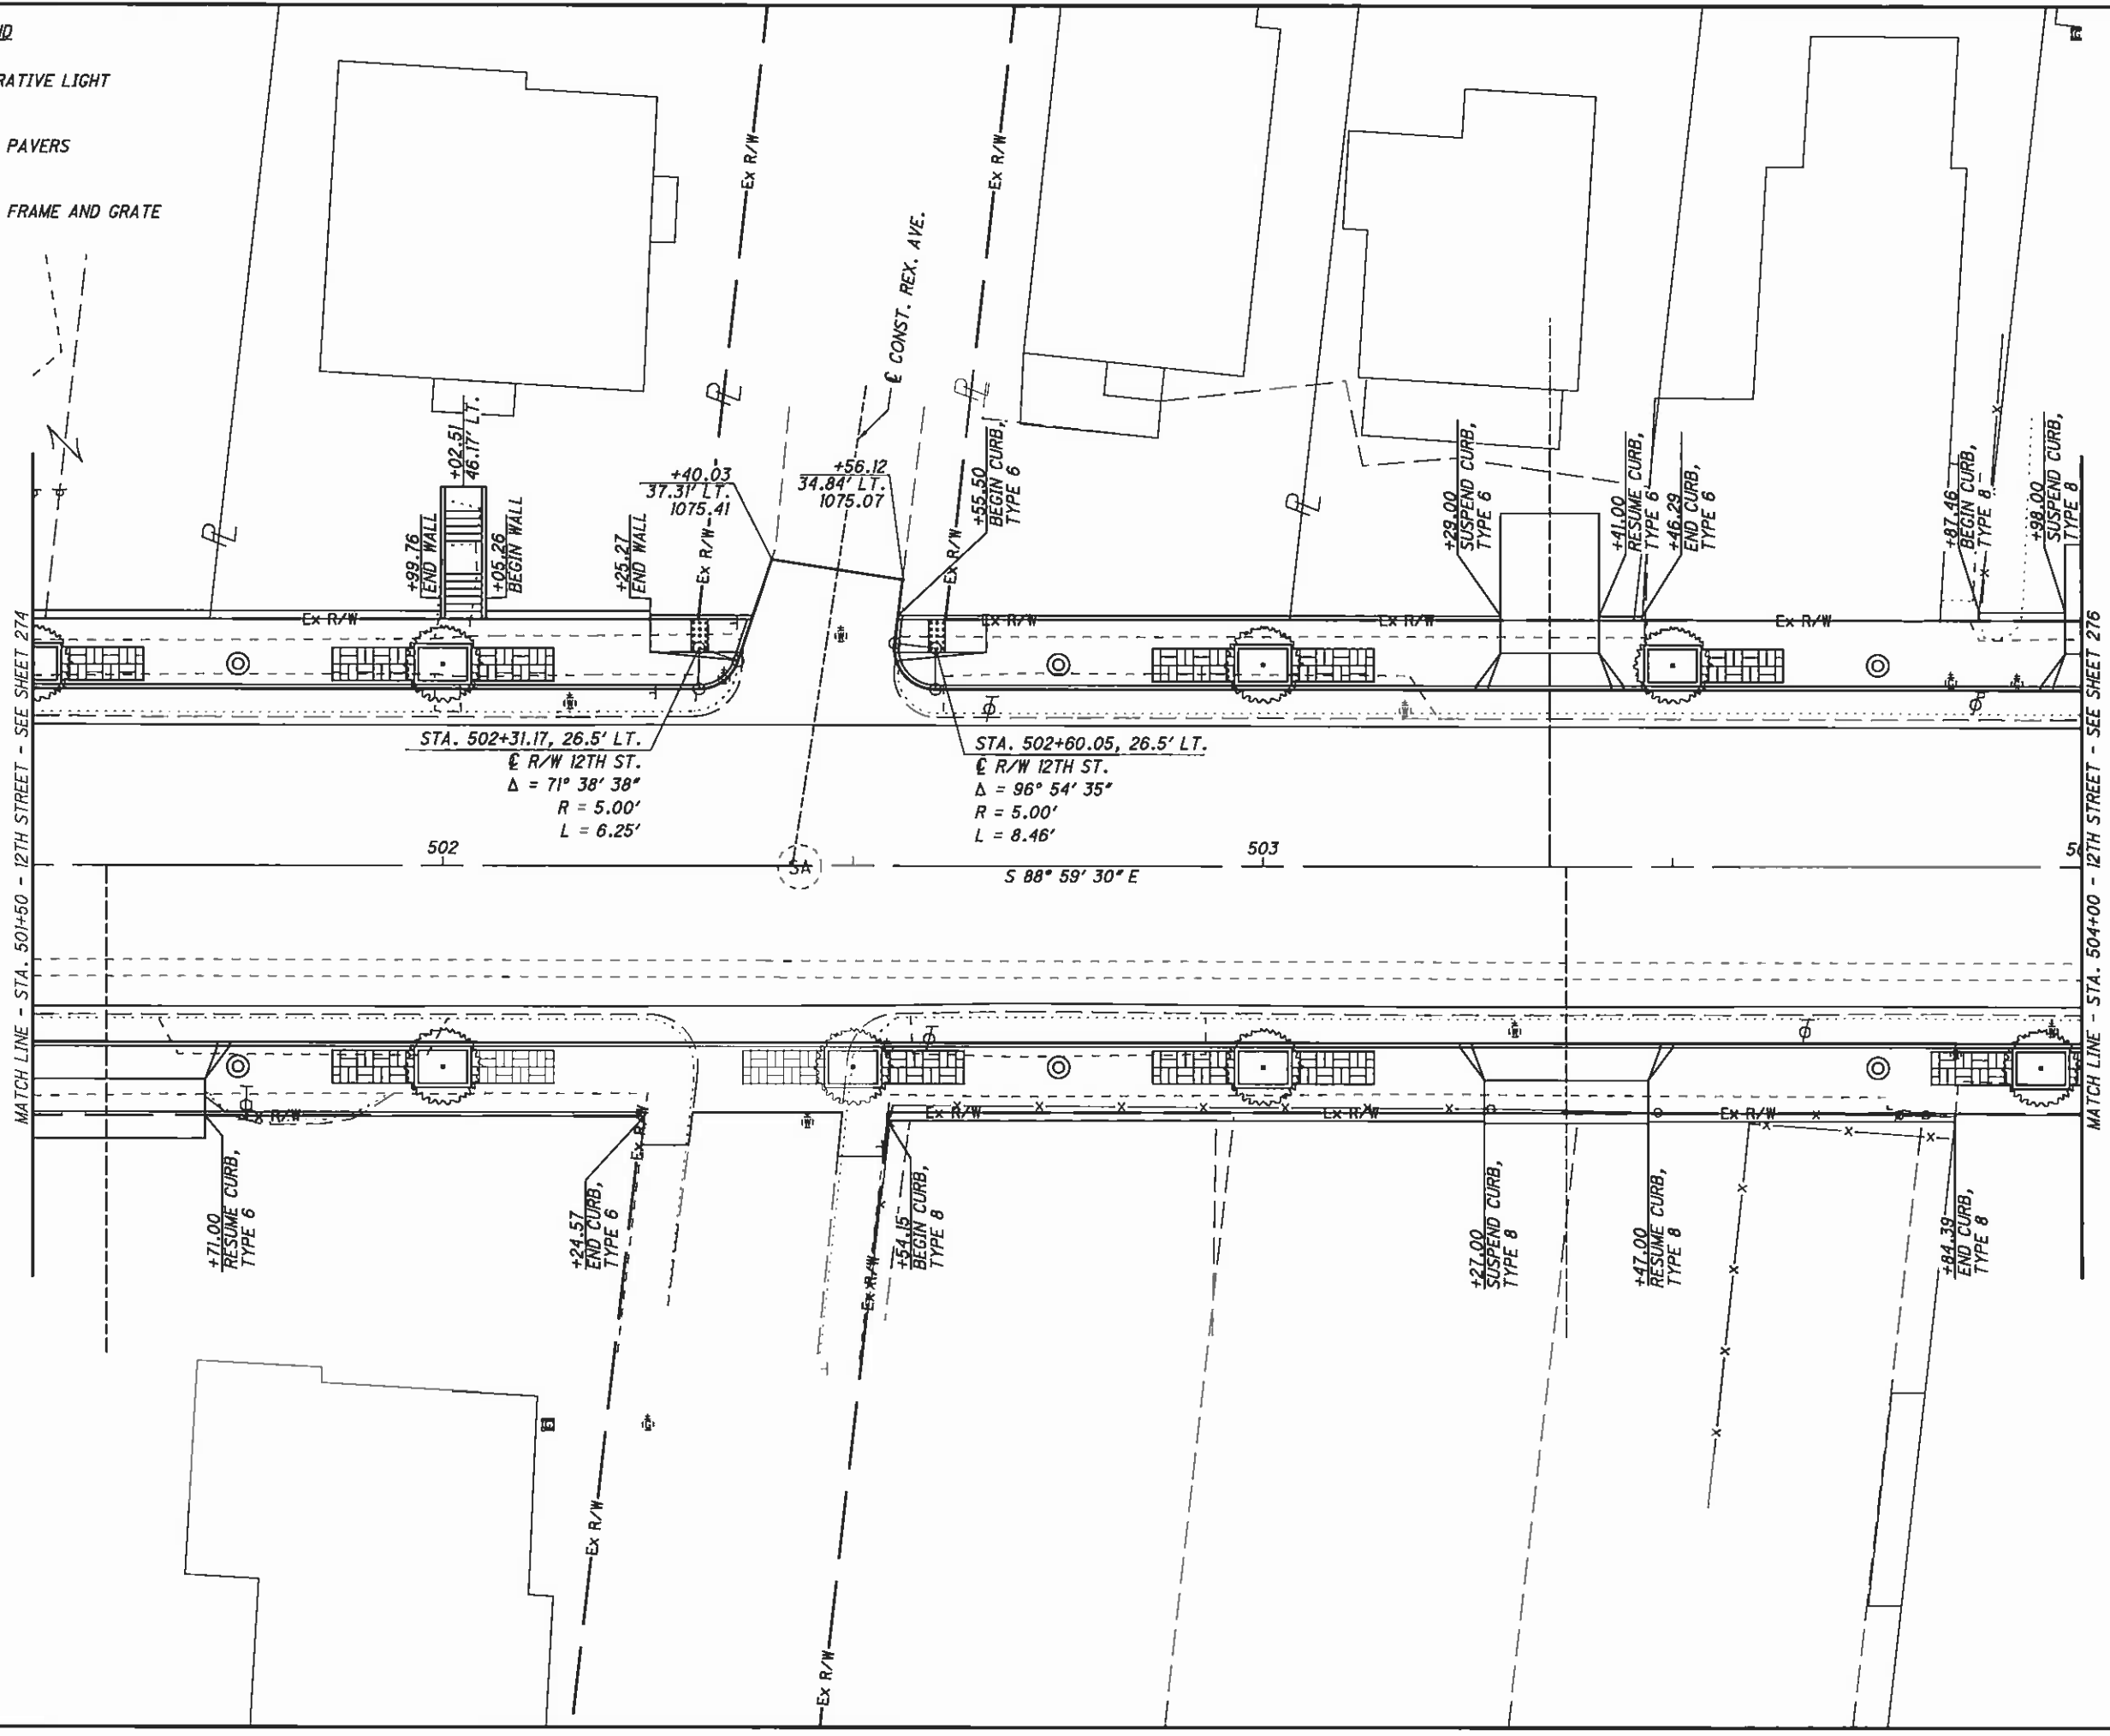 RATIVE LIGHT
PAVERS
FRAME AND GRATE
Ex R/W
Ex R/W
℄ CONST. REX. AVE.
+02.51
46.17' LT.
+99.76
END WALL
+05.26
BEGIN WALL
+25.27
END WALL
+40.03
37.31' LT.
1075.41
+56.12
34.84' LT.
1075.07
+55.50
BEGIN CURB,
TYPE 6
Ex R/W
Ex R/W
+29.00
SUSPEND CURB,
TYPE 6
+41.00
RESUME CURB,
TYPE 6
+46.29
END CURB,
TYPE 6
+87.46
BEGIN CURB,
TYPE 8
+98.00
SUSPEND CURB,
TYPE 8
Ex R/W
Ex R/W
Ex R/W
Ex R/W
STA. 502+31.17, 26.5' LT.
℄ R/W 12TH ST.
Δ = 71° 38' 38"
R = 5.00'
L = 6.25'
STA. 502+60.05, 26.5' LT.
℄ R/W 12TH ST.
Δ = 96° 54' 35"
R = 5.00'
L = 8.46'
MATCH LINE - STA. 501+50 - 12TH STREET - SEE SHEET 274
502
SA
503
S 88° 59' 30" E
50
MATCH LINE - STA. 504+00 - 12TH STREET - SEE SHEET 276
Ex R/W
Ex R/W
Ex R/W
Ex R/W
Ex R/W
+71.00
RESUME CURB,
TYPE 6
+24.57
END CURB,
TYPE 6
+54.15
BEGIN CURB,
TYPE 8
+27.00
SUSPEND CURB,
TYPE 8
+47.00
RESUME CURB,
TYPE 8
+84.39
END CURB,
TYPE 8
Ex R/W
Ex R/W
Ex R/W